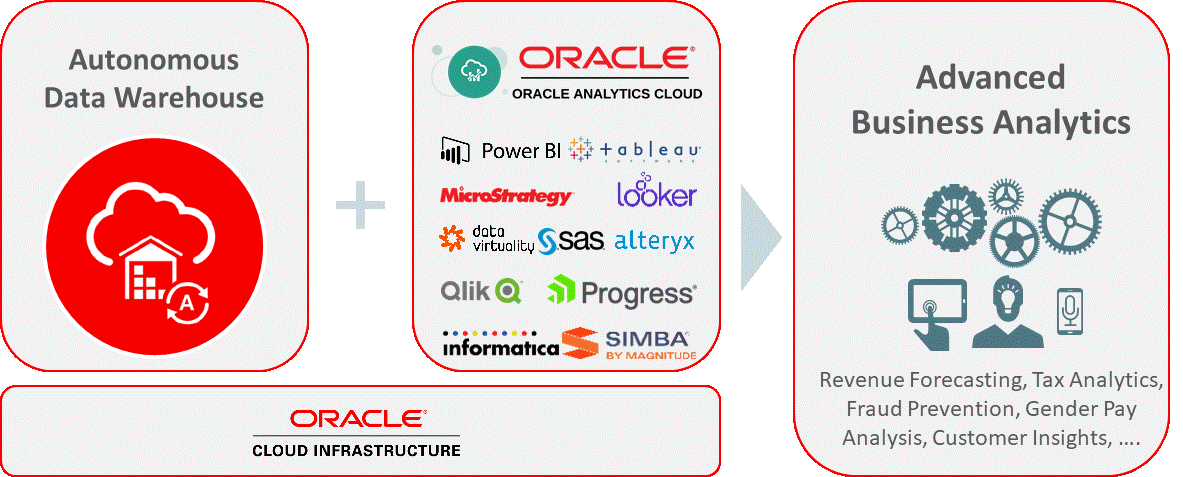 Autonomous
Data Warehouse
A
+
ORACLE®
ORACLE ANALYTICS CLOUD
Power BI
+ableau®
SOFTWARE
MicroStrategy
looker
data
virtuality
sas®
alteryx
Qlik Q®
Progress®
informatica
SIMBA®
BY MAGNITUDE
ORACLE®
CLOUD INFRASTRUCTURE
Advanced
Business Analytics
Revenue Forecasting, Tax Analytics,
Fraud Prevention, Gender Pay
Analysis, Customer Insights, ....